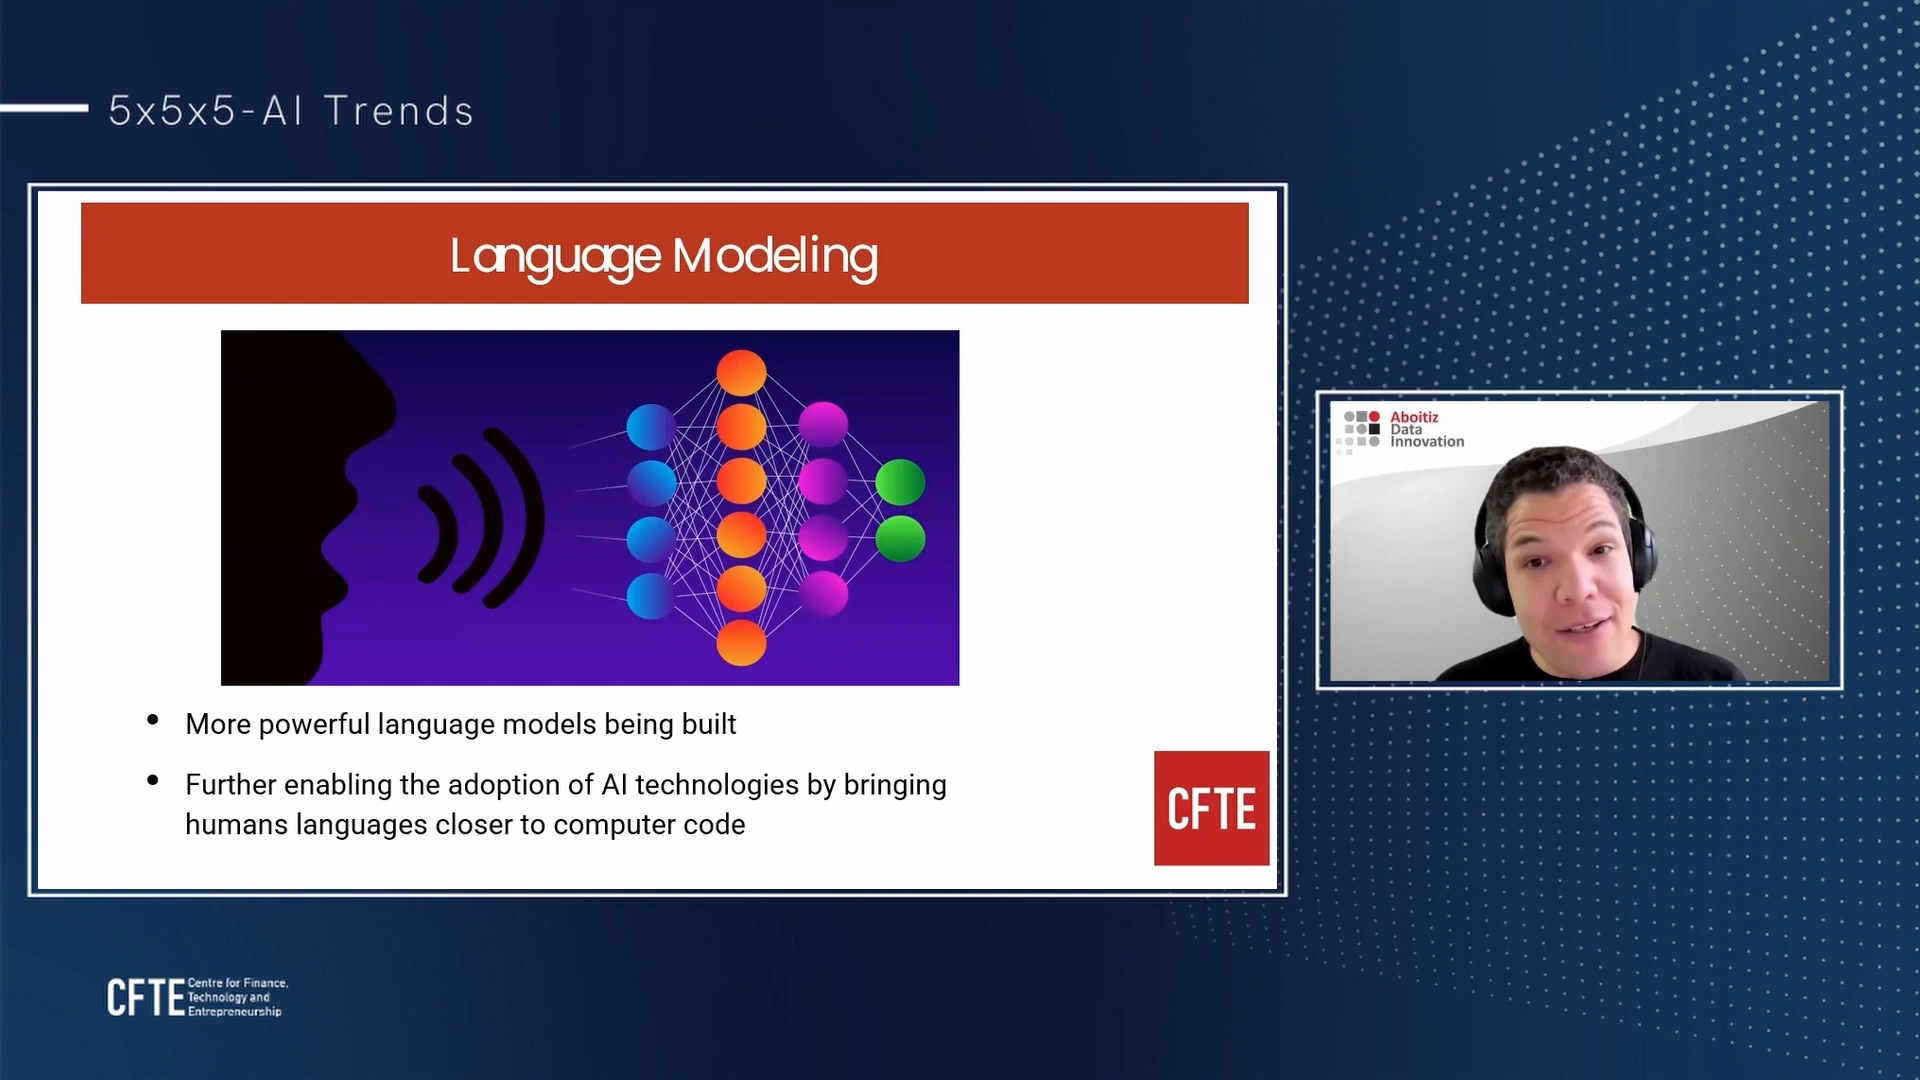 5x5x5-AI Trends
Language Modeling
Aboitiz
Data
Innovation
• More powerful language models being built
• Further enabling the adoption of AI technologies by bringing
humans languages closer to computer code
CFTE
CFTE
Centre for Finance,
Technology and
Entrepreneurship